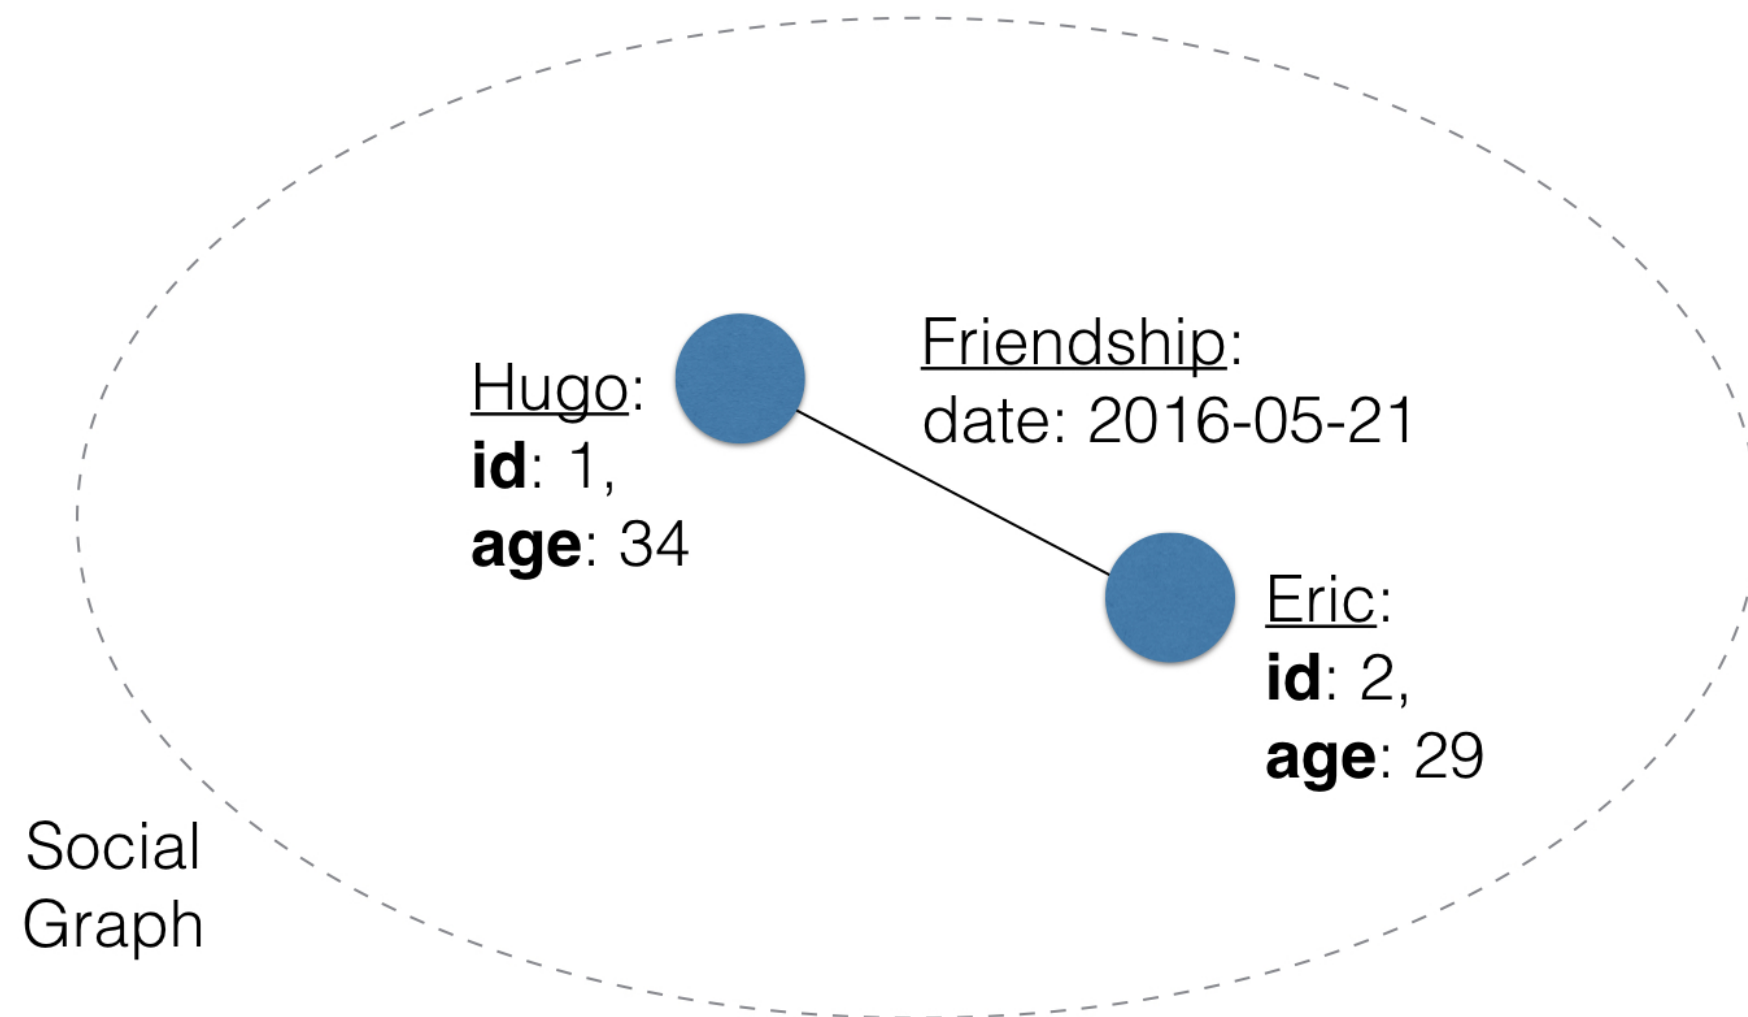 Hugo:
id: 1,
age: 34
Friendship:
date: 2016-05-21
Eric:
id: 2,
age: 29
Social
Graph